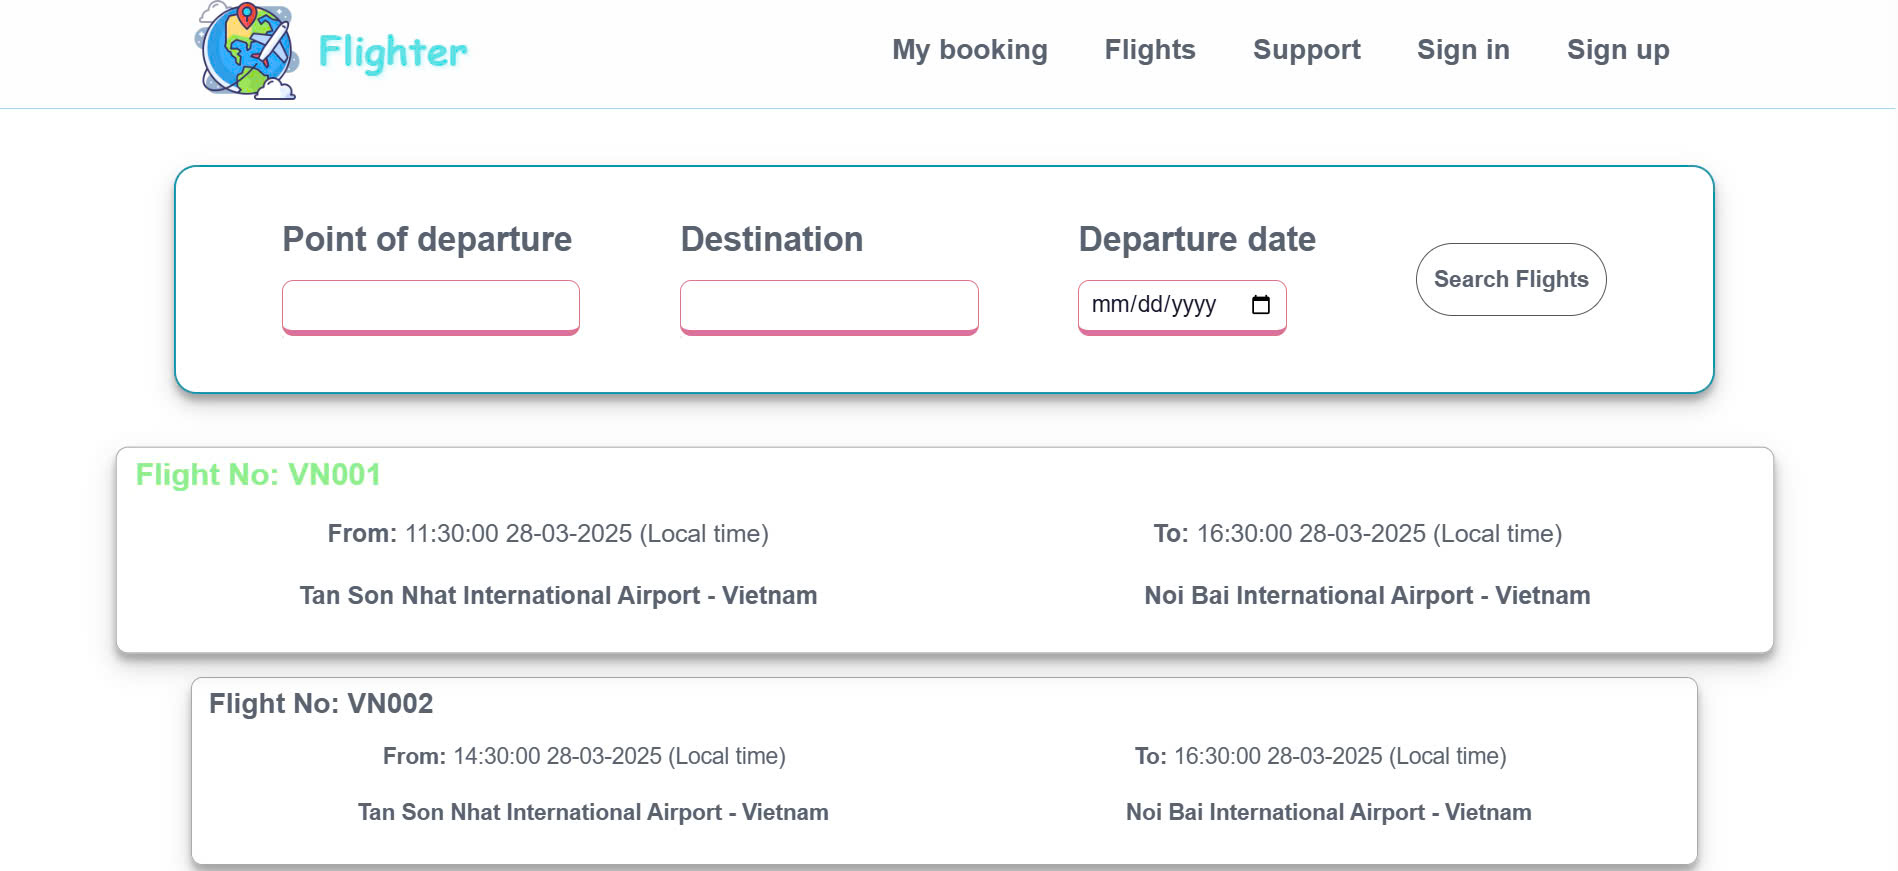 Flighter
My booking Flights Support Sign in Sign up
Point of departure Destination Departure date
mm/dd/yyyy
Search Flights
Flight No: VN001
From: 11:30:00 28-03-2025 (Local time) To: 16:30:00 28-03-2025 (Local time)
Tan Son Nhat International Airport - Vietnam Noi Bai International Airport - Vietnam
Flight No: VN002
From: 14:30:00 28-03-2025 (Local time) To: 16:30:00 28-03-2025 (Local time)
Tan Son Nhat International Airport - Vietnam Noi Bai International Airport - Vietnam